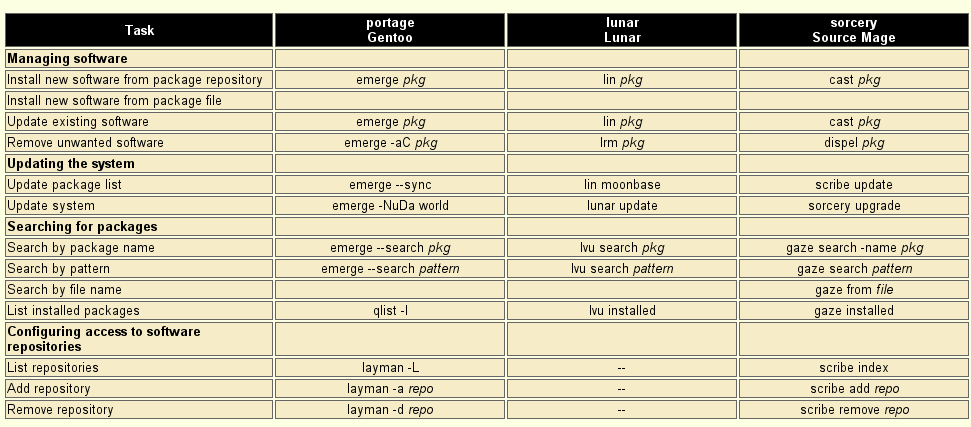 Task portage lunar sorcery
Gentoo Lunar Source Mage
Managing software
Install new software from package repository emerge pkg lin pkg cast pkg
Install new software from package file
Update existing software emerge pkg lin pkg cast pkg
Remove unwanted software emerge -aC pkg lrm pkg dispel pkg
Updating the system
Update package list emerge --sync lin moonbase scribe update
Update system emerge -NuDa world lunar update sorcery upgrade
Searching for packages
Search by package name emerge --search pkg lvu search pkg gaze search -name pkg
Search by pattern emerge --search pattern lvu search pattern gaze search pattern
Search by file name gaze from file
List installed packages qlist -I lvu installed gaze installed
Configuring access to software
repositories
List repositories layman -L -- scribe index
Add repository layman -a repo -- scribe add repo
Remove repository layman -d repo -- scribe remove repo